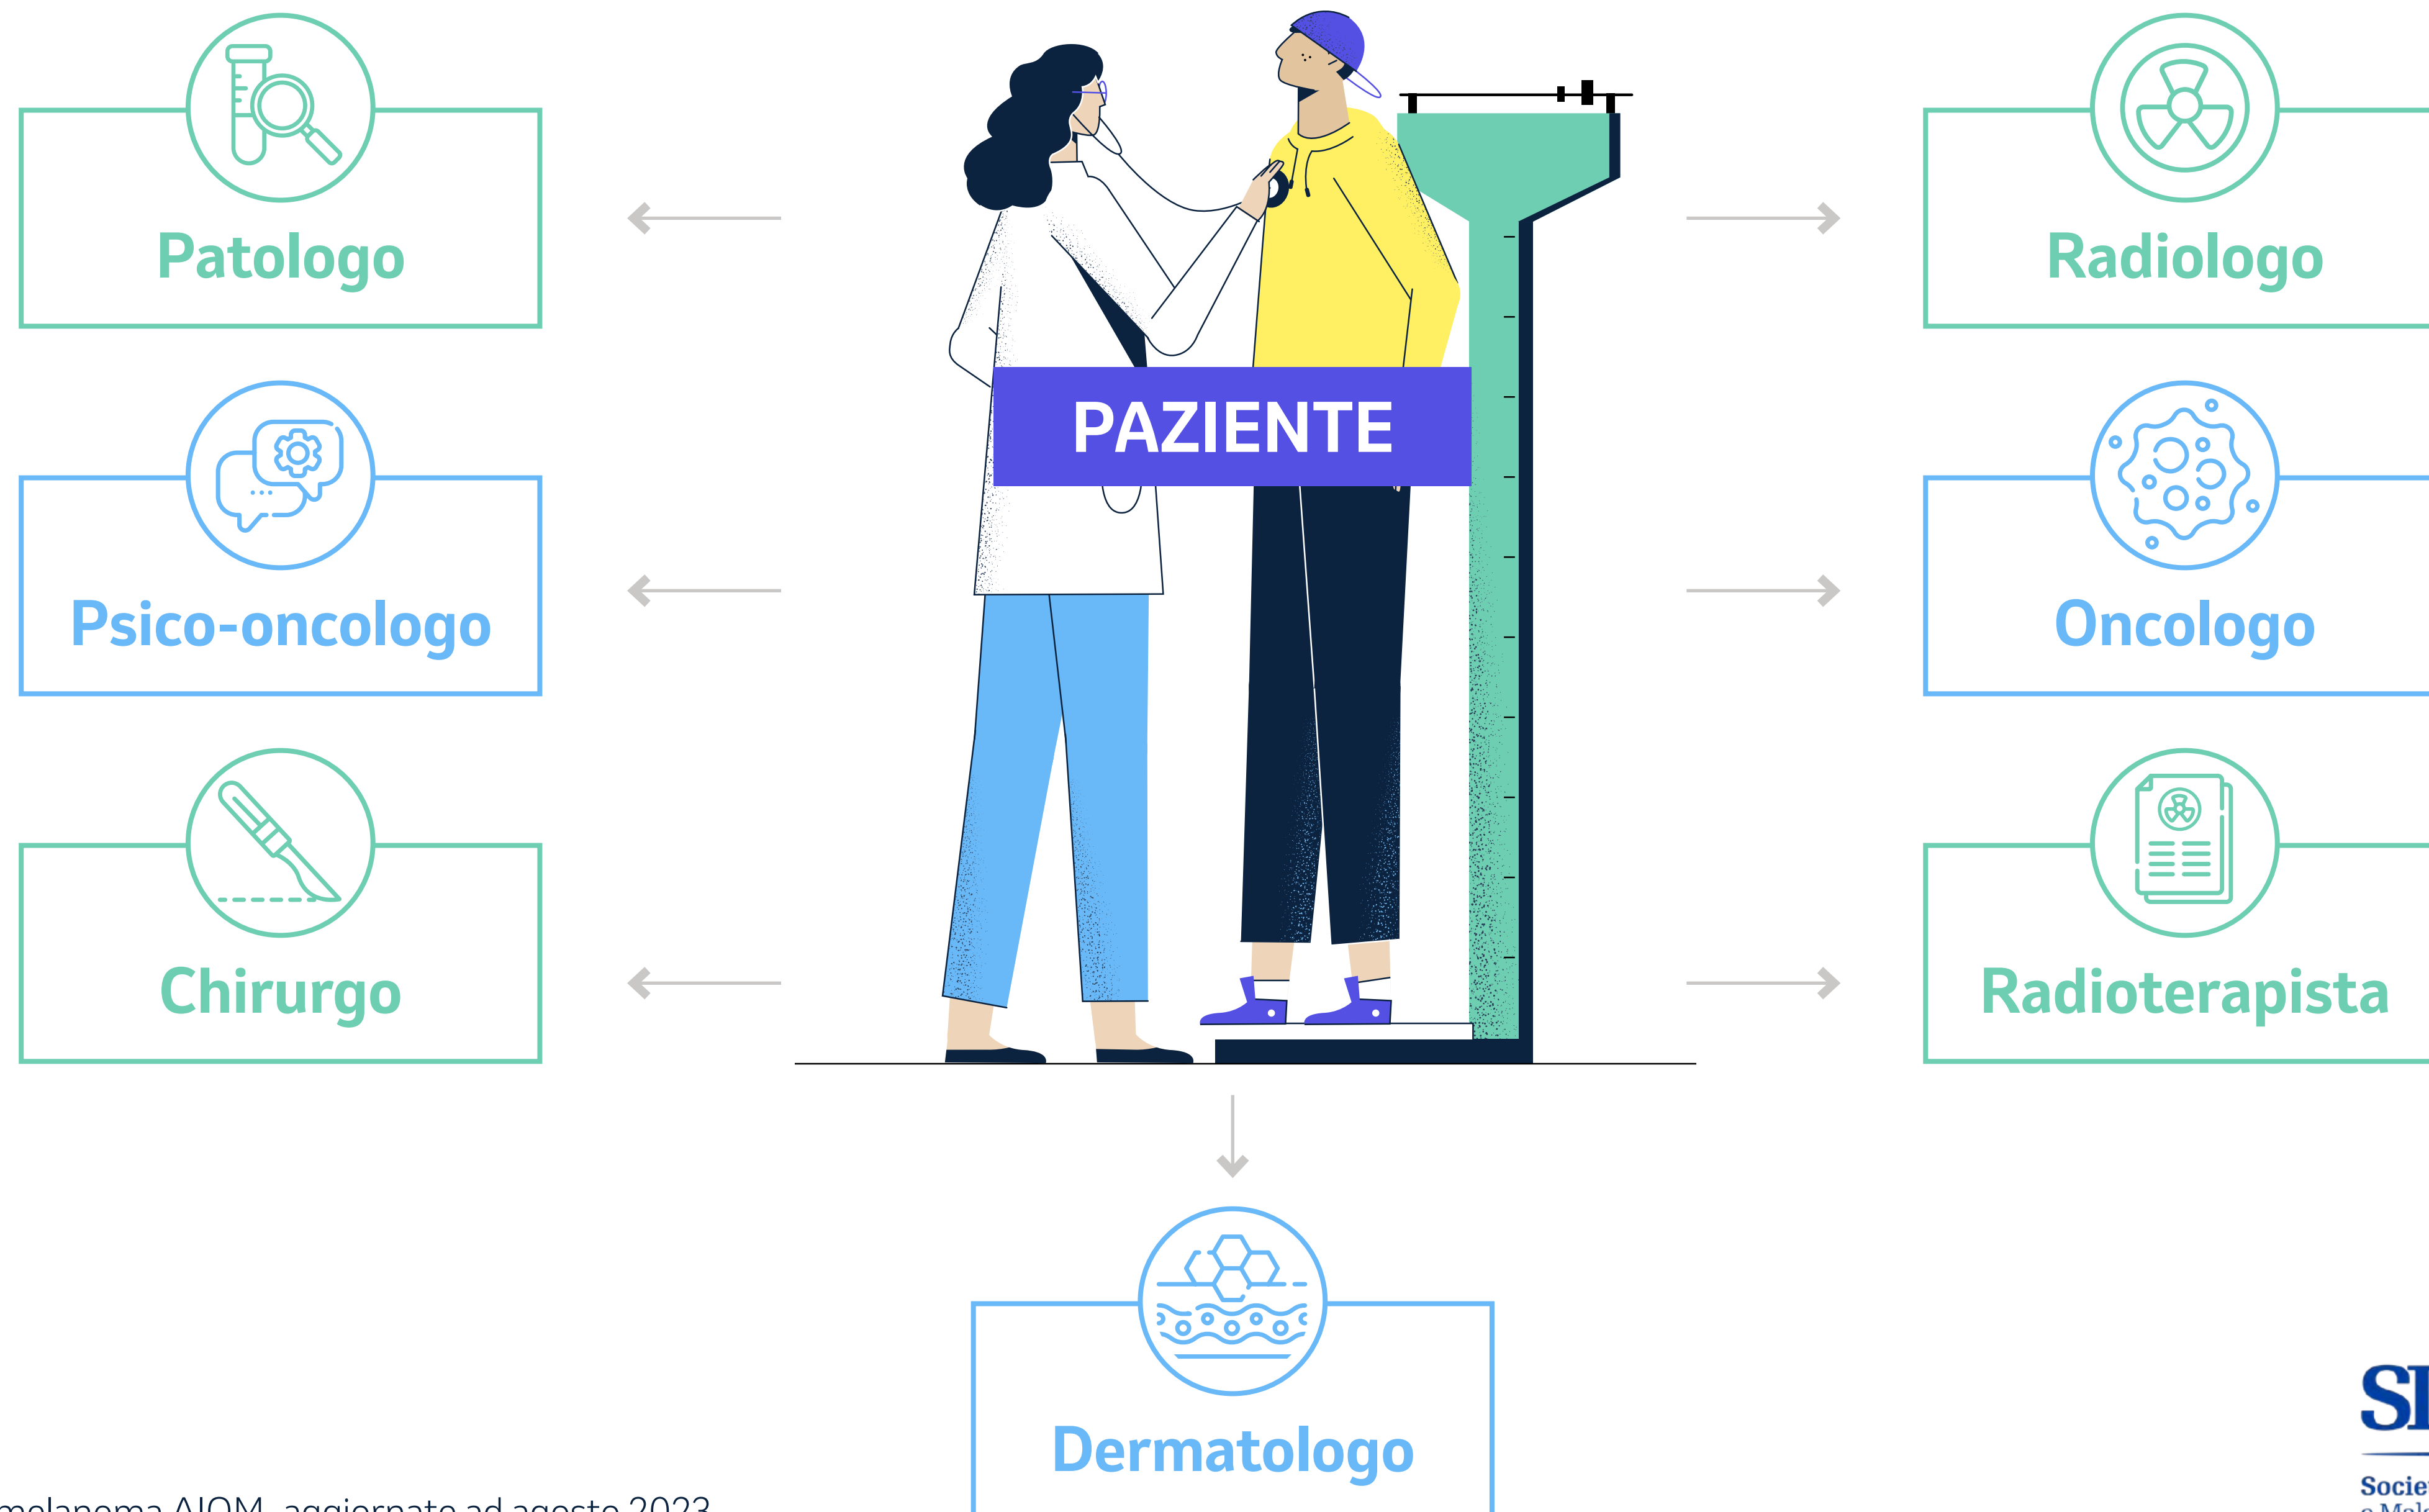 Patologo
Radiologo
PAZIENTE
Psico-oncologo
Oncologo
Chirurgo
Radioterapista
Dermatologo
melanoma AIOM, aggiornate ad agosto 2023